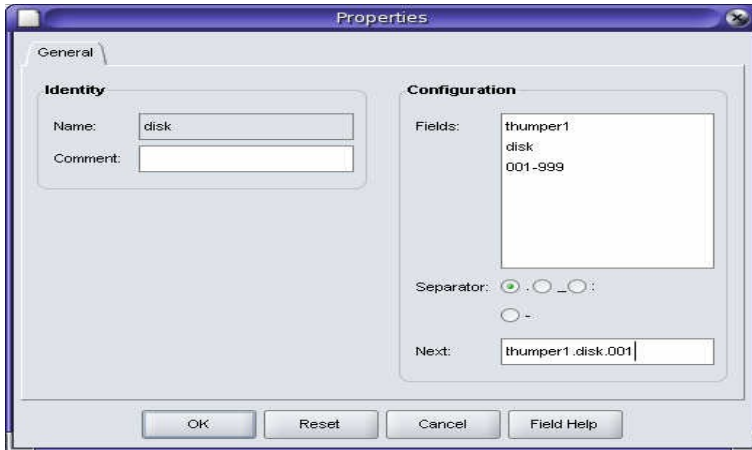 Properties
General
Identity
Name: disk
Comment:
Configuration
Fields: thumper1
disk
001-999
Separator: . _ :
-
Next: thumper1.disk.001
OK Reset Cancel Field Help